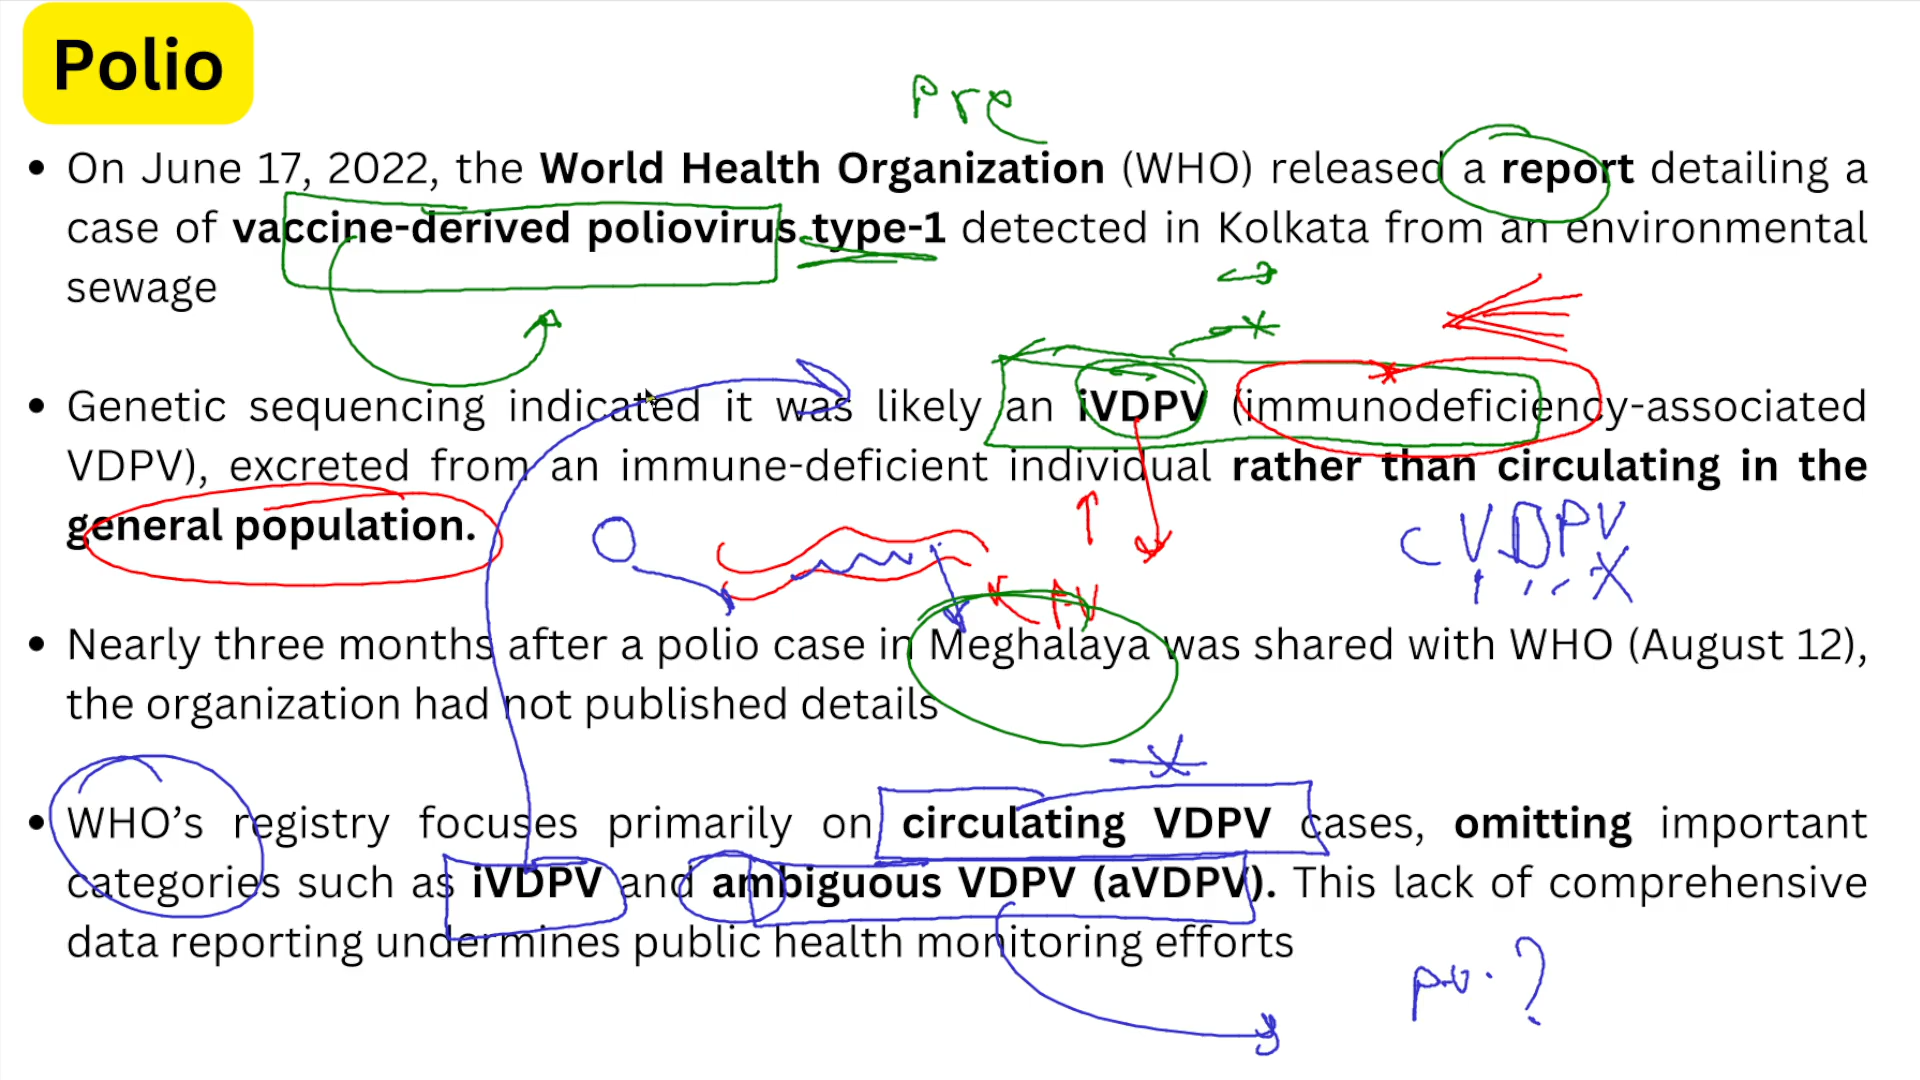 Polio
Pre
• On June 17, 2022, the World Health Organization (WHO) released a report detailing a
case of vaccine-derived poliovirus type-1 detected in Kolkata from an environmental
sewage
• Genetic sequencing indicated it was likely an iVDPV (immunodeficiency-associated
VDPV), excreted from an immune-deficient individual rather than circulating in the
general population.
cVDPV
• Nearly three months after a polio case in Meghalaya was shared with WHO (August 12),
the organization had not published details
• WHO’s registry focuses primarily on circulating VDPV cases, omitting important
categories such as iVDPV and ambiguous VDPV (aVDPV). This lack of comprehensive
data reporting undermines public health monitoring efforts